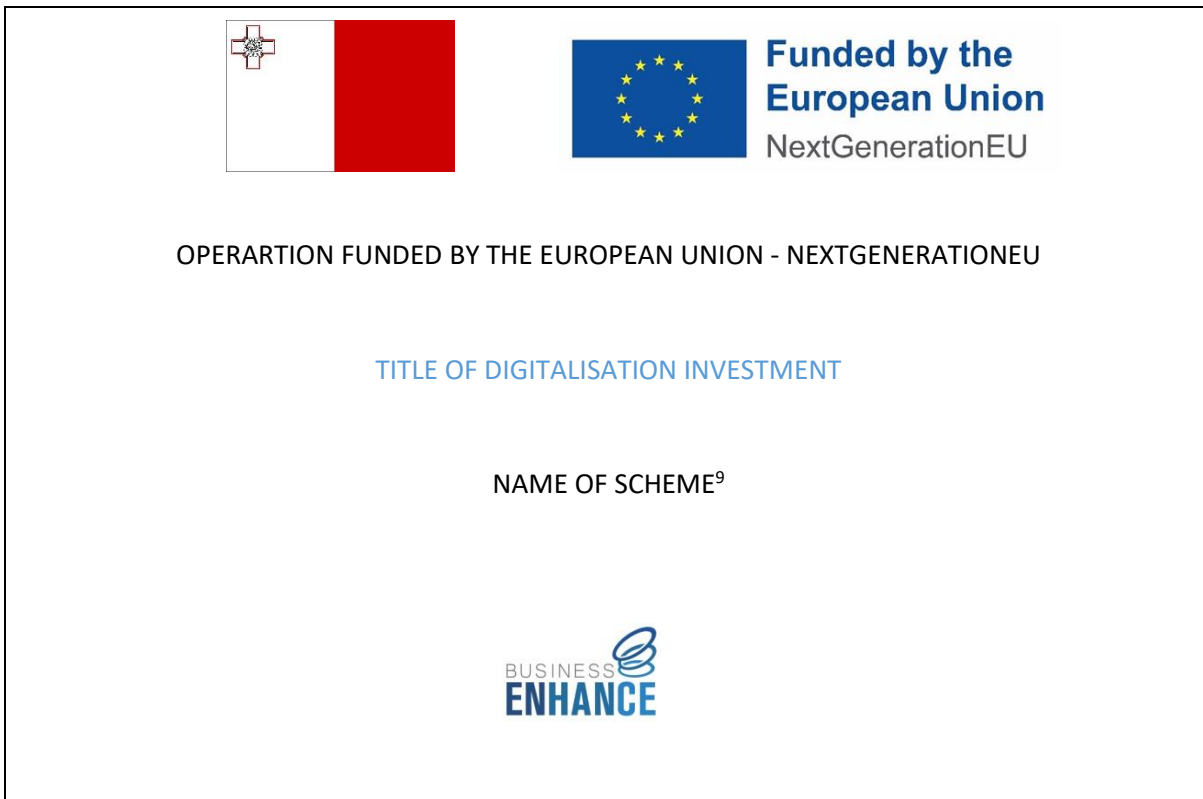 Funded by the
European Union
NextGenerationEU
OPERARTION FUNDED BY THE EUROPEAN UNION - NEXTGENERATIONEU
TITLE OF DIGITALISATION INVESTMENT
NAME OF SCHEME⁹
BUSINESS
ENHANCE